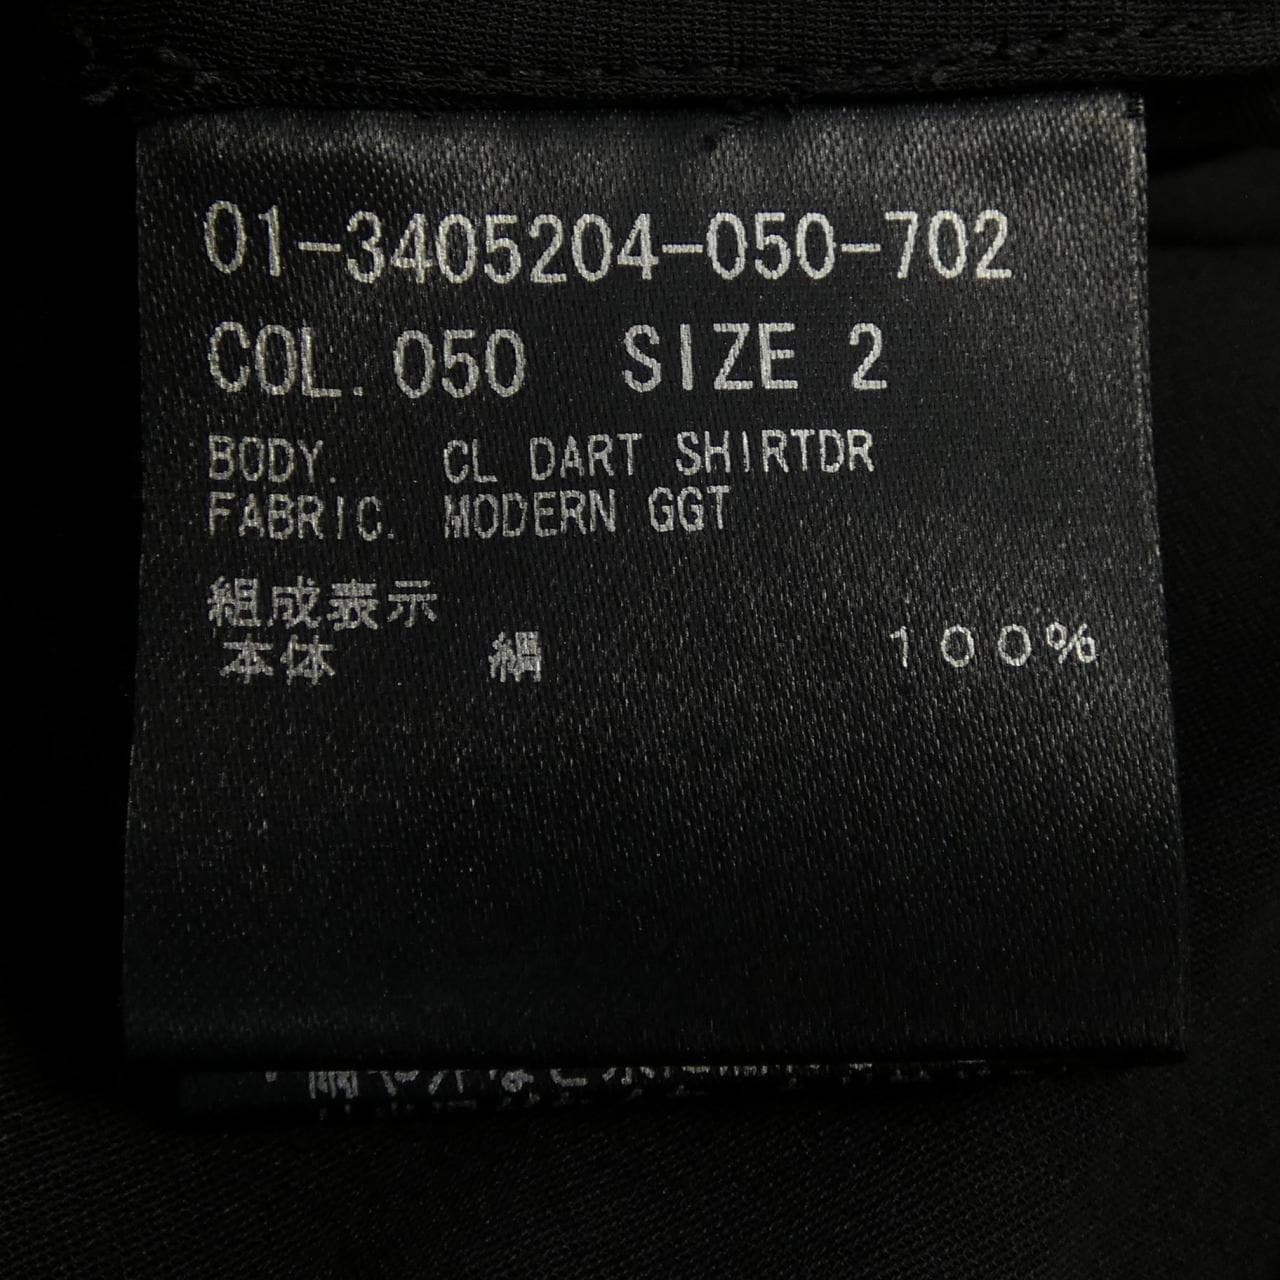 01-3405204-050-702
COL. 050 SIZE 2
BODY. CL DART SHIRTDR
FABRIC. MODERN GGT
組成表示
本体 絹 100%